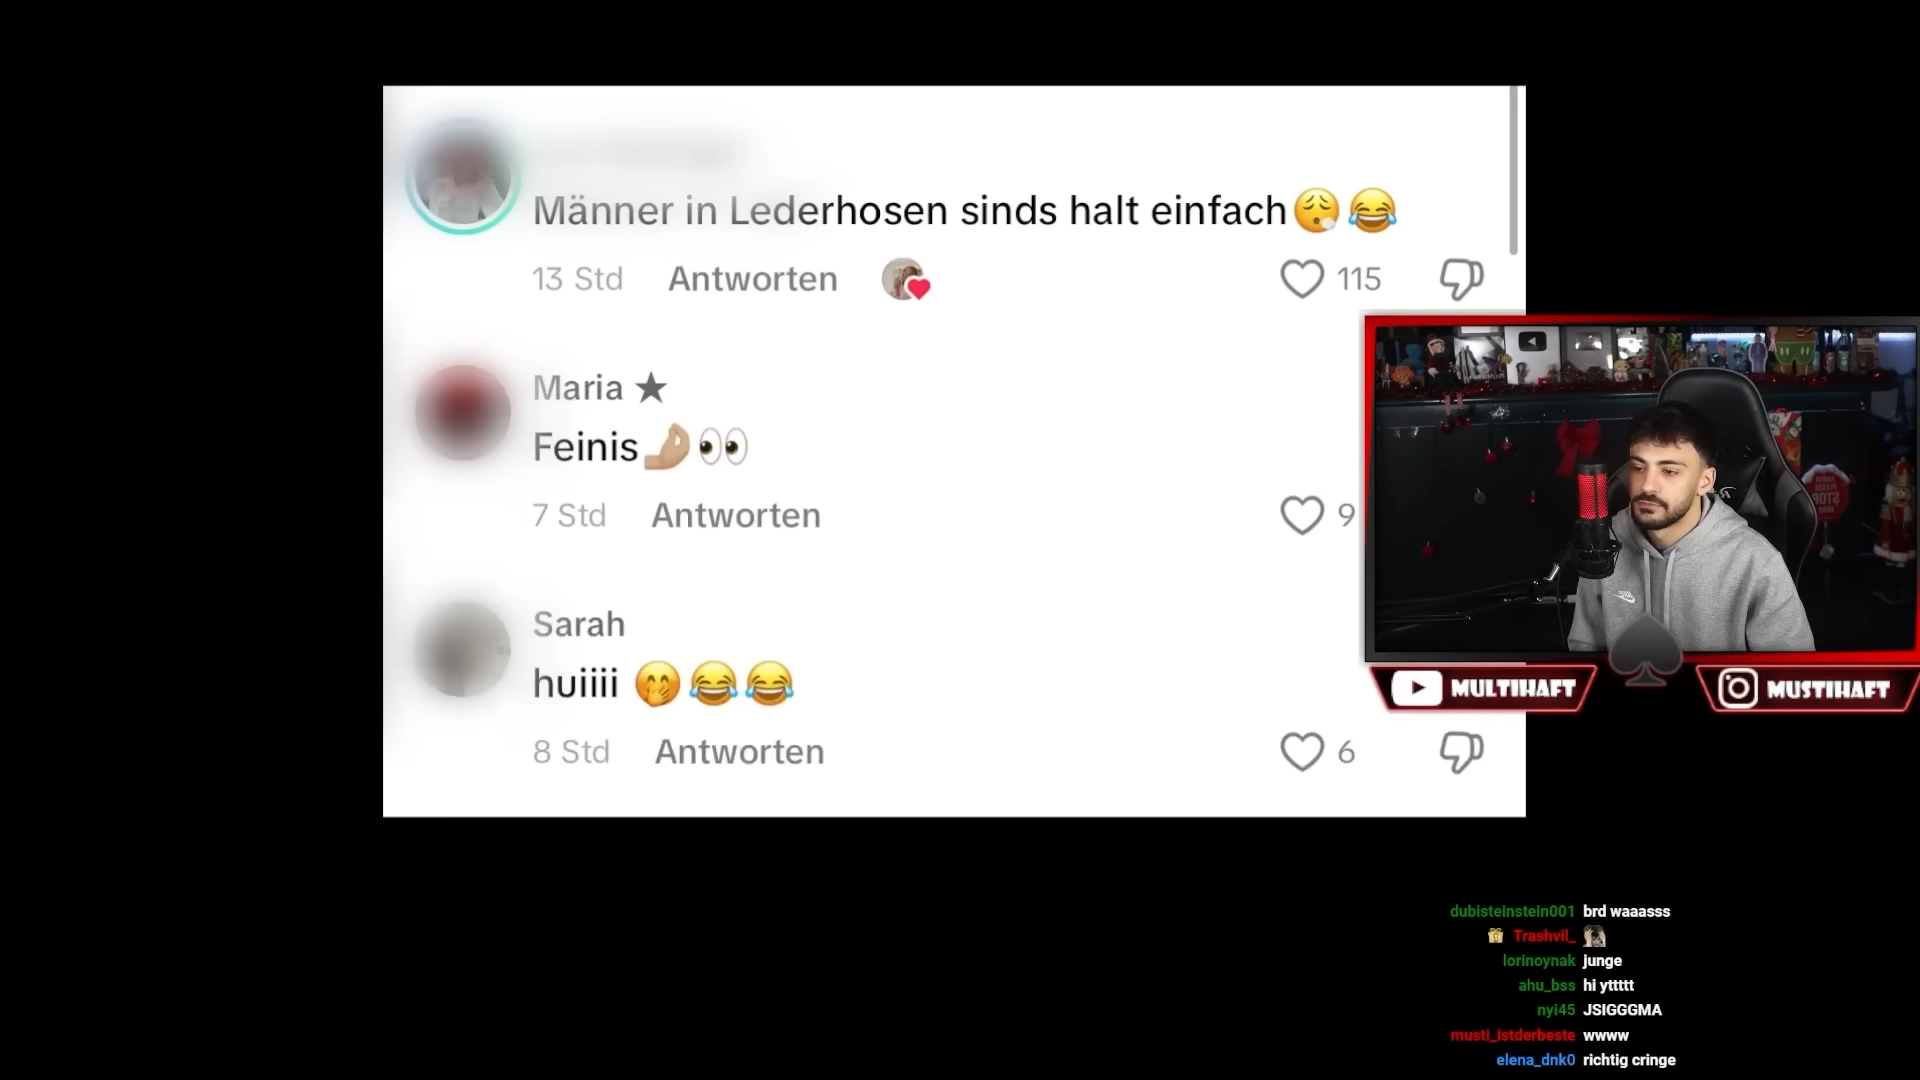 Männer in Lederhosen sinds halt einfach😮‍💨😂
13 Std Antworten 115
Maria ★
Feinis🤌🏼👀
7 Std Antworten 9
Sarah
huiiii 🤭😂😂
8 Std Antworten 6
STOP
MULTIHAFT
MUSTIHAFT
dubisteinstein001 brd waaasss
Trashvil_
lorinoynak junge
ahu_bss hi yttttt
nyi45 JSIGGGMA
musti_istderbeste wwww
elena_dnk0 richtig cringe